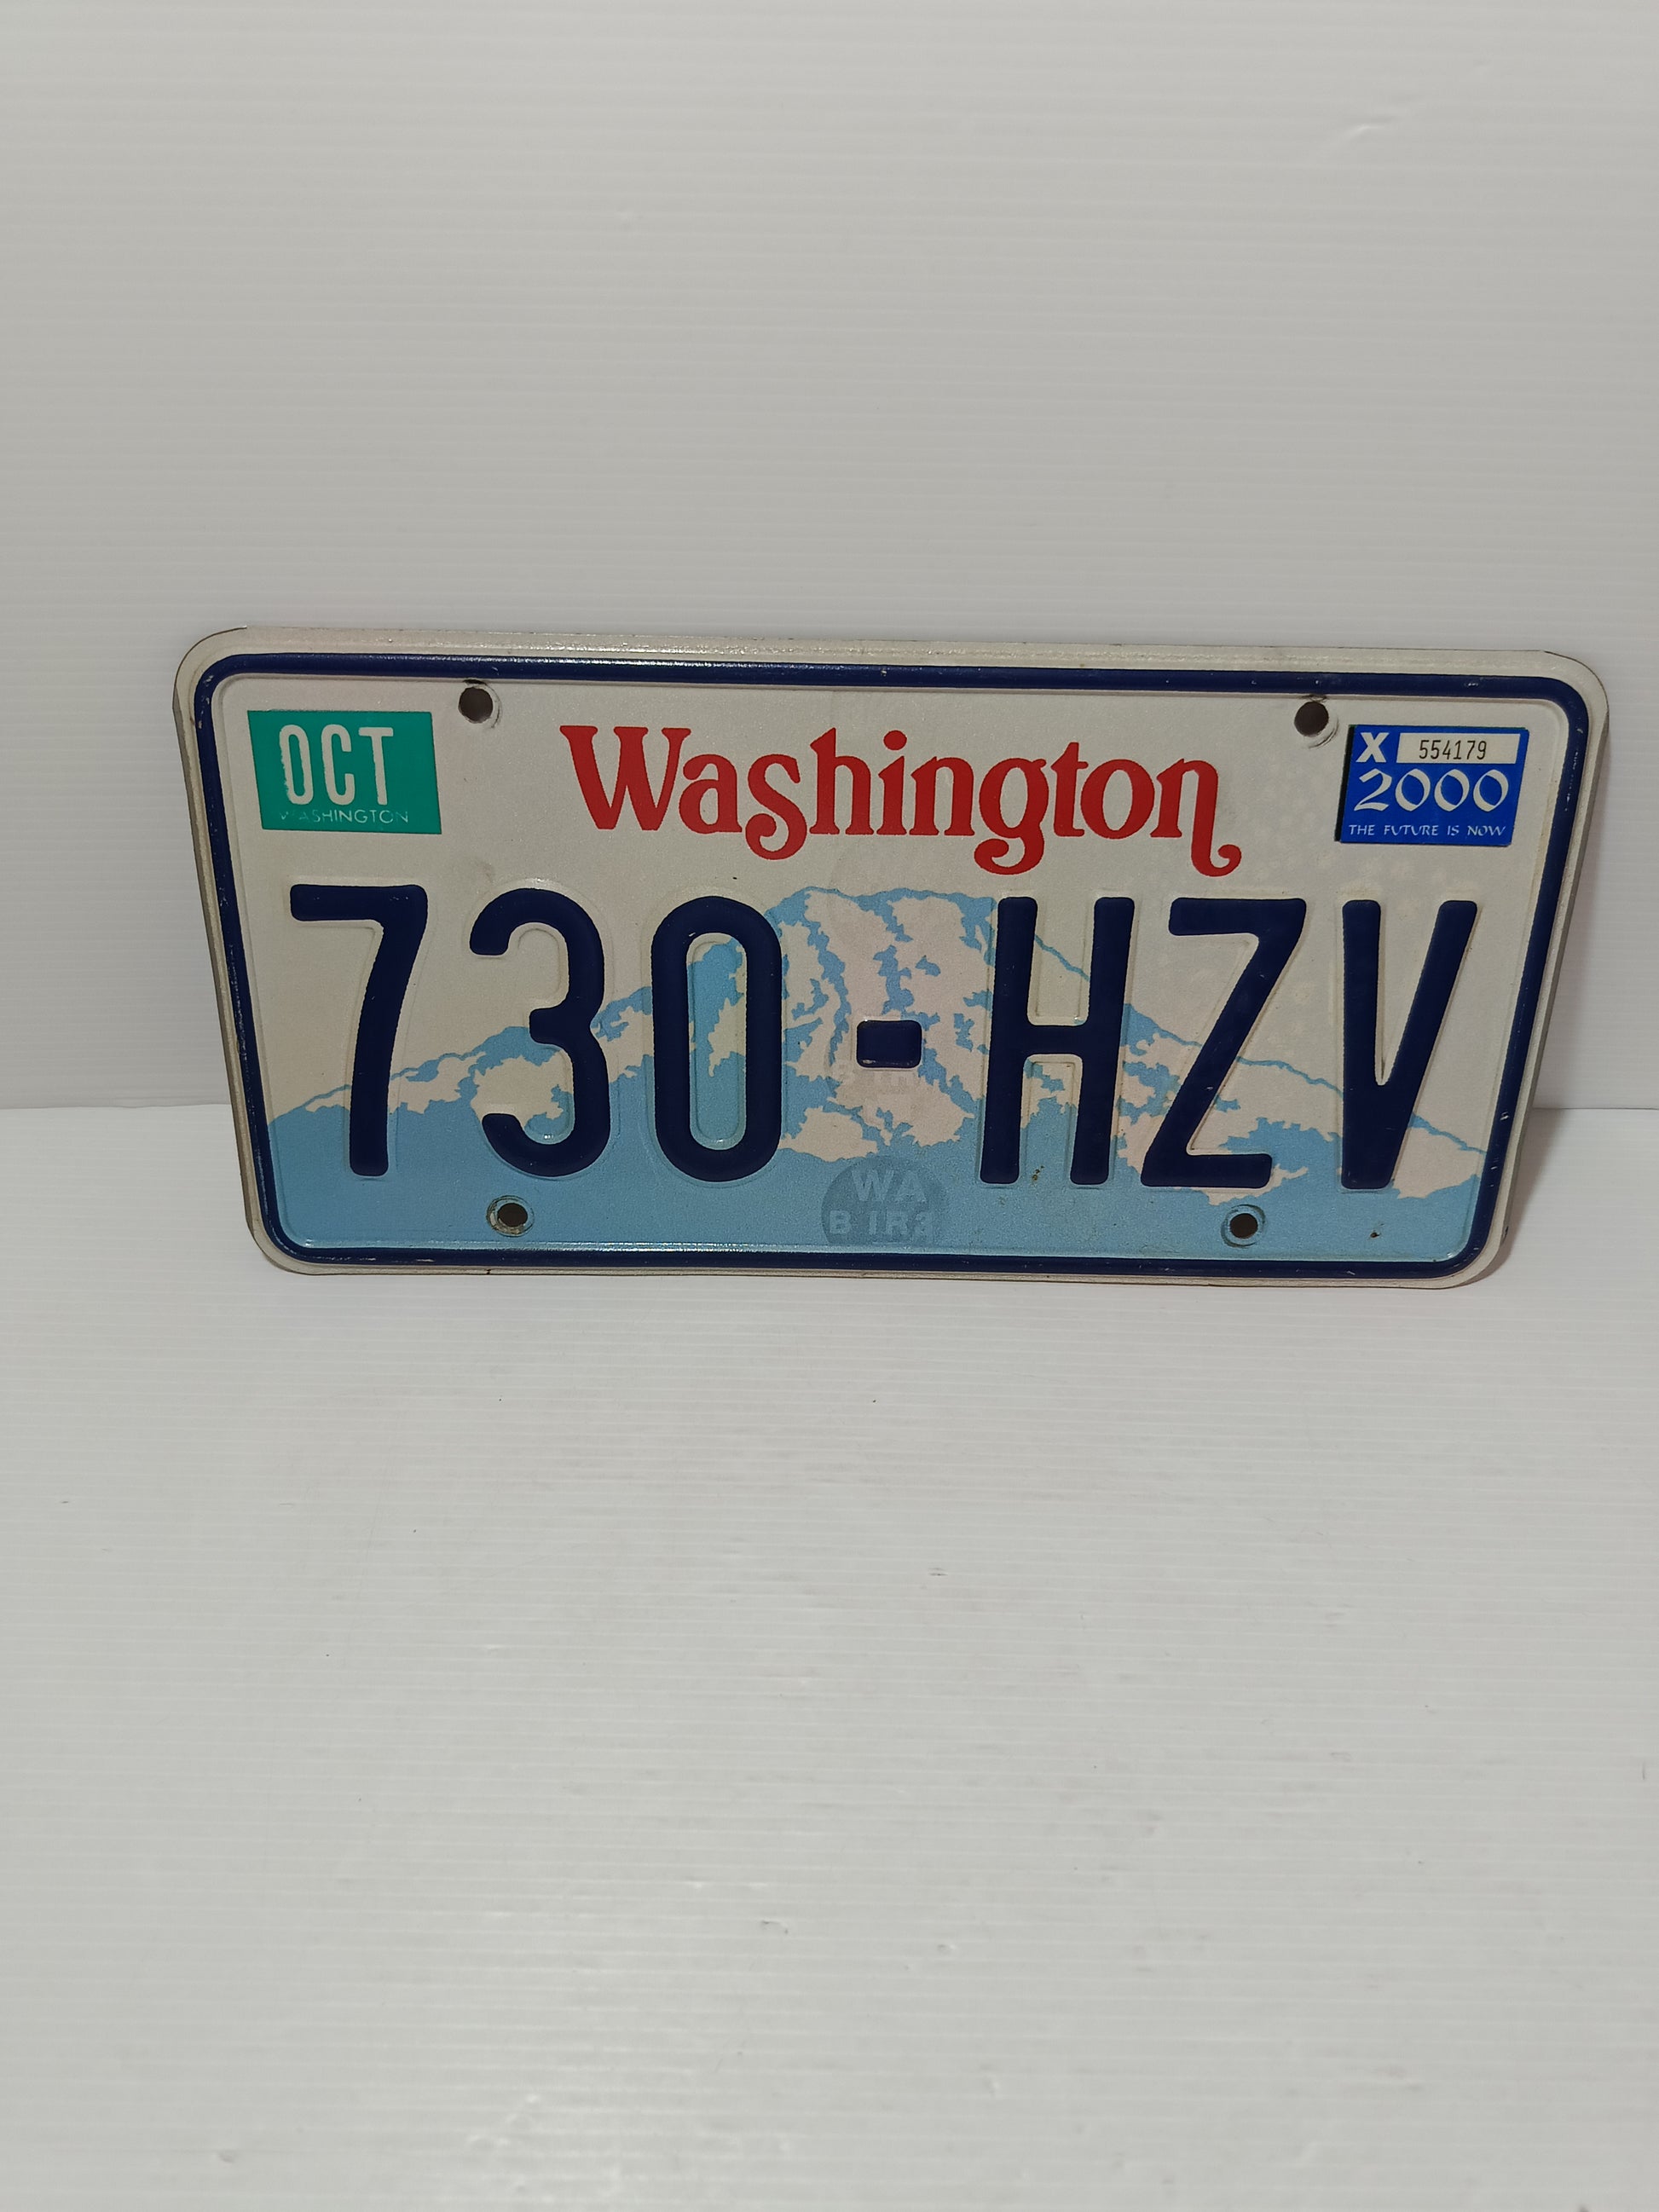 OCT
WASHINGTON
Washington
X 554179
2000
THE FUTURE IS NOW
730-HZV
WA